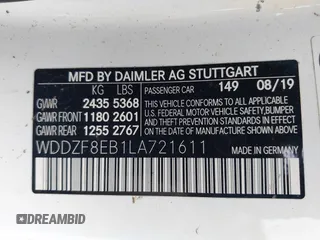 MFD BY DAIMLER AG STUTTGART
KG LBS
GVWR 2435 5368
GAWR FRONT 1180 2601
GAWR REAR 1255 2767
PASSENGER CAR 149 08/19
THIS VEHICLE CONFORMS TO ALL APPLICABLE
U.S. FEDERAL MOTOR VEHICLE
SAFETY, BUMPER AND THEFT
PREVENTION STANDARDS IN EFFECT
ON THE DATE OF MANUFACTURE
SHOWN ABOVE.
WDDZF8EB1LA721611
MADE IN GERMANY
DREAMBID